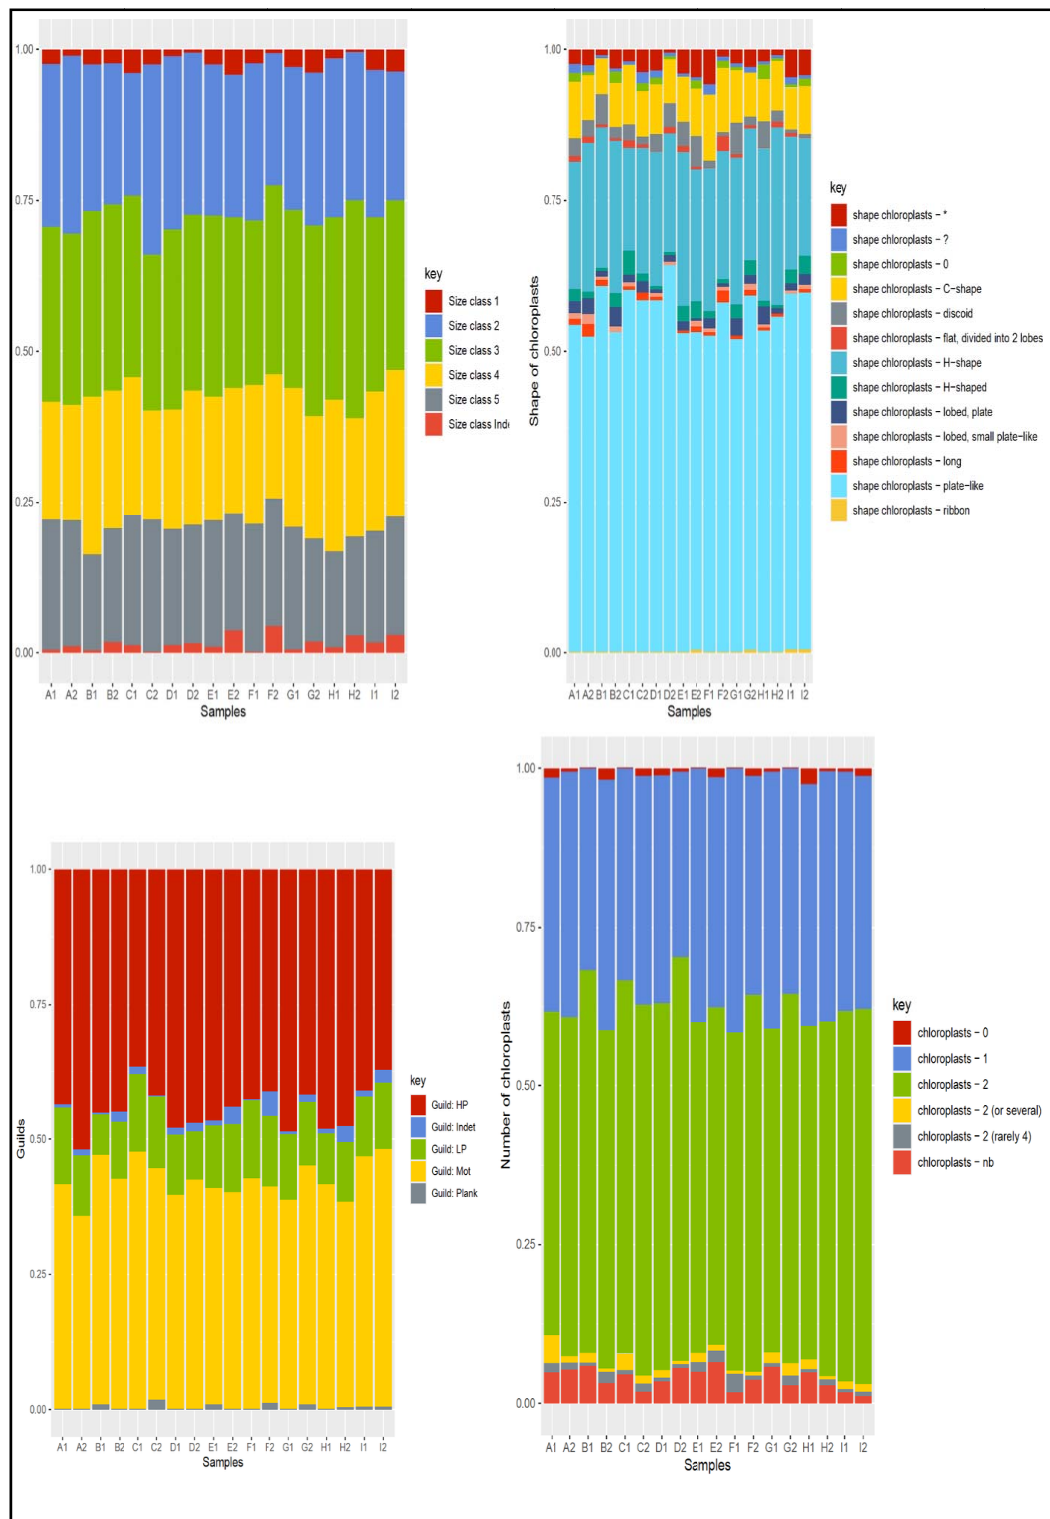 1.00
0.75
0.50
0.25
0.00
A1 A2 B1 B2 C1 C2 D1 D2 E1 E2 F1 F2 G1 G2 H1 H2 I1 I2
Samples
key
Size class 1
Size class 2
Size class 3
Size class 4
Size class 5
Size class Inde
Shape of chloroplasts
1.00
0.75
0.50
0.25
0.00
A1 A2 B1 B2 C1 C2 D1 D2 E1 E2 F1 F2 G1 G2 H1 H2 I1 I2
Samples
key
shape chloroplasts - *
shape chloroplasts - ?
shape chloroplasts - 0
shape chloroplasts - C-shape
shape chloroplasts - discoid
shape chloroplasts - flat, divided into 2 lobes
shape chloroplasts - H-shape
shape chloroplasts - H-shaped
shape chloroplasts - lobed, plate
shape chloroplasts - lobed, small plate-like
shape chloroplasts - long
shape chloroplasts - plate-like
shape chloroplasts - ribbon
Guilds
1.00
0.75
0.50
0.25
0.00
A1 A2 B1 B2 C1 C2 D1 D2 E1 E2 F1 F2 G1 G2 H1 H2 I1 I2
Samples
key
Guild: HP
Guild: Indet
Guild: LP
Guild: Mot
Guild: Plank
Number of chloroplasts
1.00
0.75
0.50
0.25
0.00
A1 A2 B1 B2 C1 C2 D1 D2 E1 E2 F1 F2 G1 G2 H1 H2 I1 I2
Samples
key
chloroplasts - 0
chloroplasts - 1
chloroplasts - 2
chloroplasts - 2 (or several)
chloroplasts - 2 (rarely 4)
chloroplasts - nb